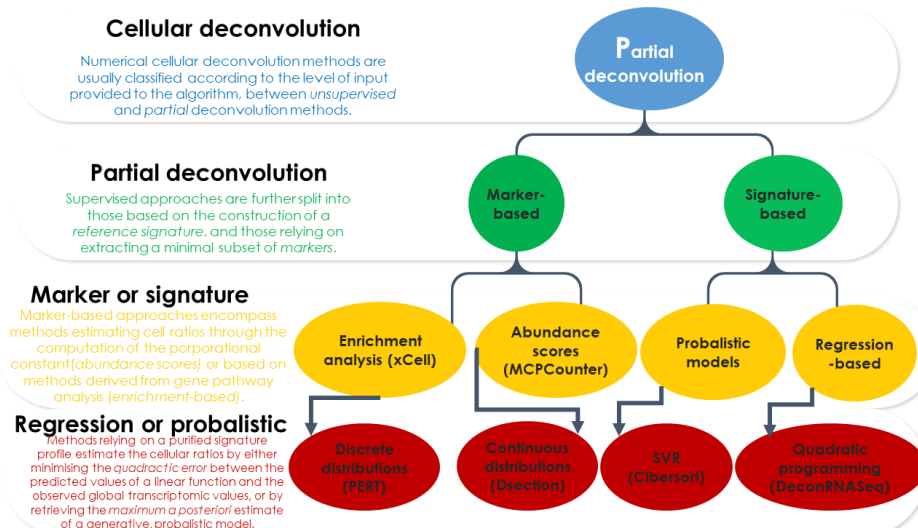 Cellular deconvolution
Numerical cellular deconvolution methods are
usually classified according to the level of input
provided to the algorithm, between unsupervised
and partial deconvolution methods.
Partial
deconvolution
Partial deconvolution
Supervised approaches are further split into
those based on the construction of a
reference signature, and those relying on
extracting a minimal subset of markers.
Marker-
based
Signature-
based
Marker or signature
Marker-based approaches encompass
methods estimating cell ratios through the
computation of the porporational
constant(abundance scores) or based on
methods derived from gene pathway
analysis (enrichment-based).
Enrichment
analysis (xCell)
Abundance
scores
(MCPCounter)
Probalistic
models
Regression
-based
Regression or probalistic
Methods relying on a purified signature
profile estimate the cellular ratios by either
minimising the quadractic error between the
predicted values of a linear function and the
observed global transcriptomic values, or by
retrieving the maximum a posteriori estimate
of a generative, probalistic model.
Discrete
distributions
(PERT)
Continuous
distributions
(Dsection)
SVR
(Cibersort)
Quadratic
programming
(DeconRNASeq)